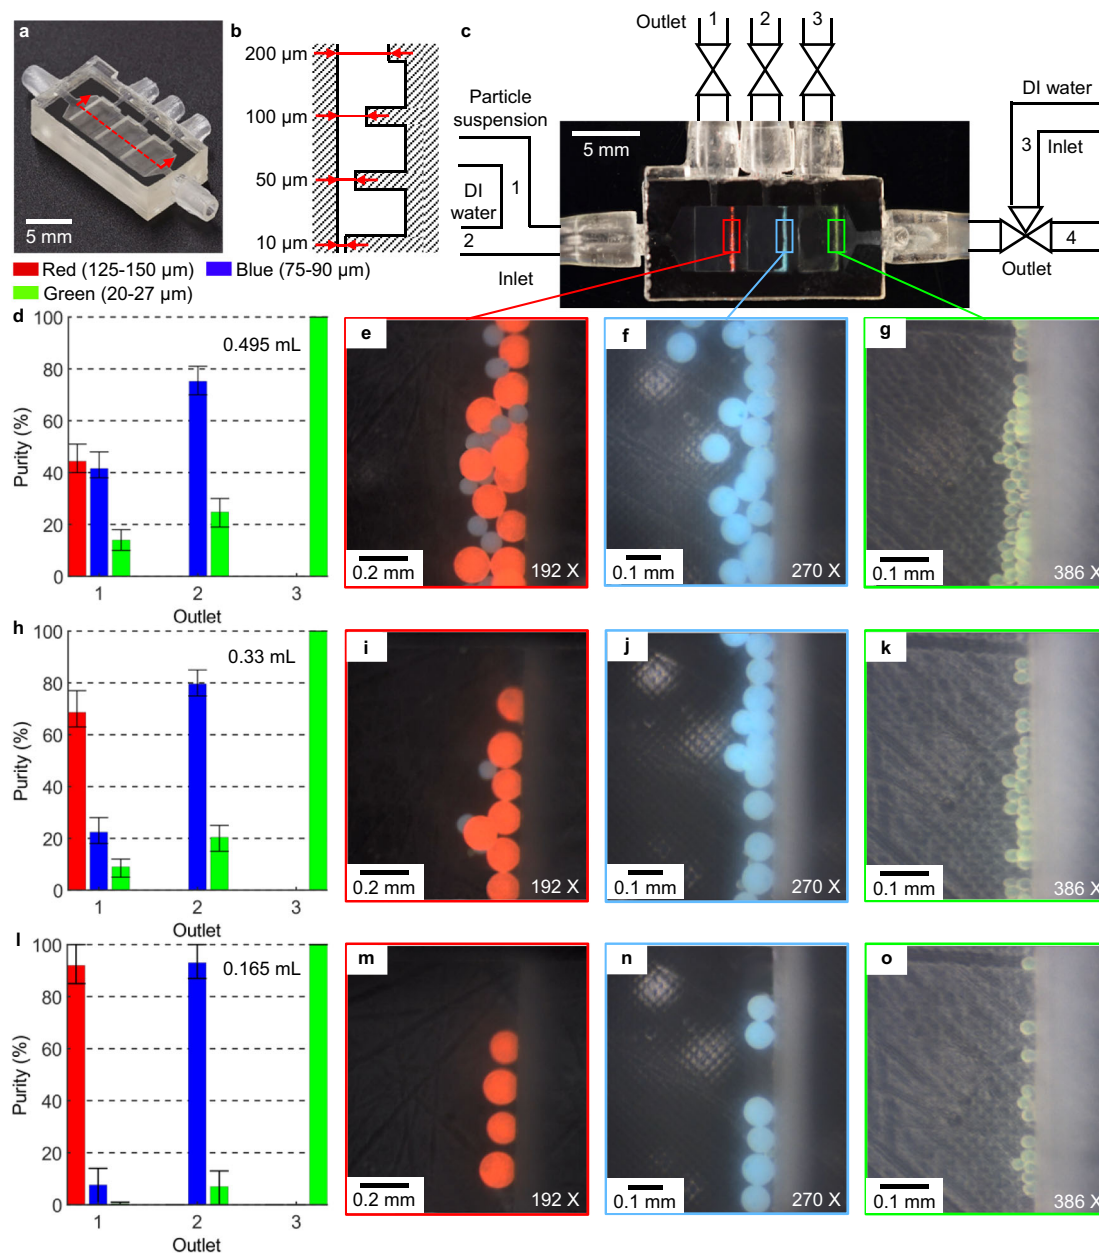 a
5 mm
b
200 µm
100 µm
50 µm
10 µm
c
Outlet
1
2
3
Particle
suspension
DI
water
1
2
Inlet
5 mm
DI water
3
Inlet
4
Outlet
Red (125-150 µm)
Blue (75-90 µm)
Green (20-27 µm)
d
0.495 mL
Purity (%)
100
80
60
40
20
0
1
2
3
Outlet
e
0.2 mm
192 X
f
0.1 mm
270 X
g
0.1 mm
386 X
h
0.33 mL
Purity (%)
100
80
60
40
20
0
1
2
3
Outlet
i
0.2 mm
192 X
j
0.1 mm
270 X
k
0.1 mm
386 X
l
0.165 mL
Purity (%)
100
80
60
40
20
0
1
2
3
Outlet
m
0.2 mm
192 X
n
0.1 mm
270 X
o
0.1 mm
386 X